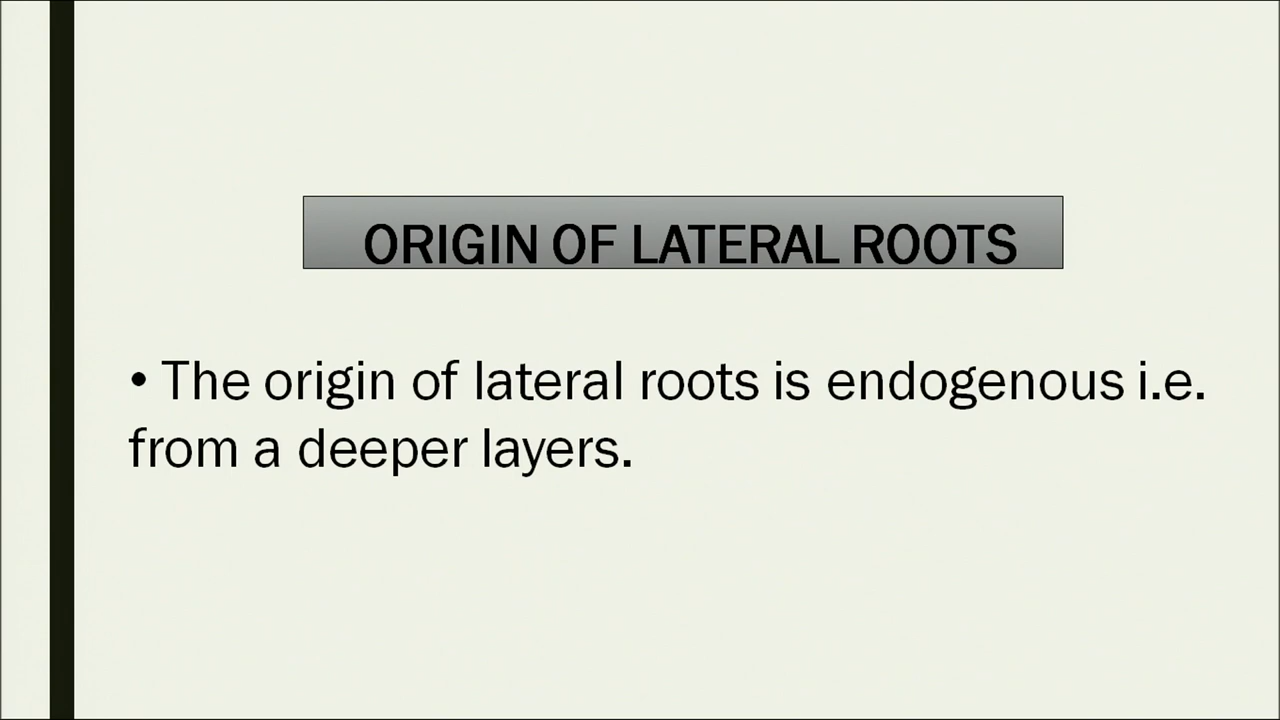 ORIGIN OF LATERAL ROOTS
• The origin of lateral roots is endogenous i.e.
from a deeper layers.